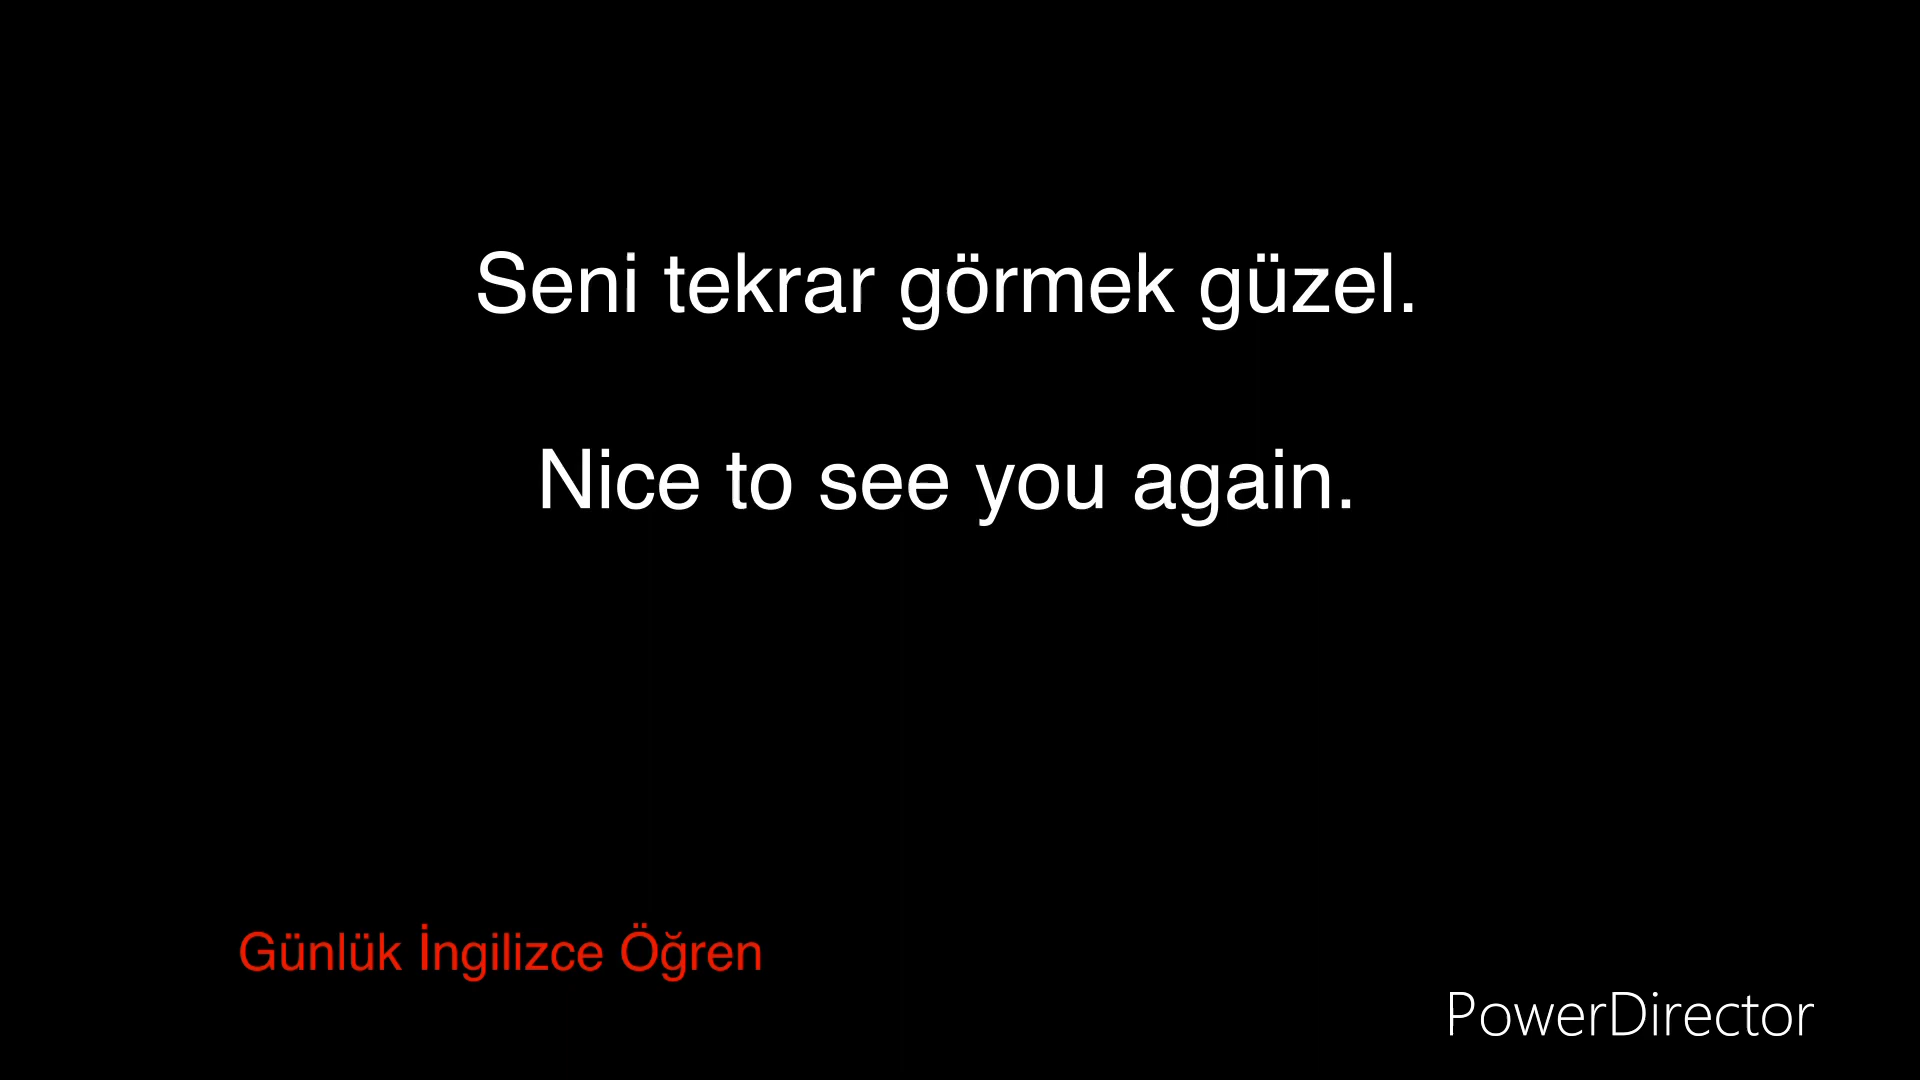 Seni tekrar görmek güzel.
Nice to see you again.
Günlük İngilizce Öğren
PowerDirector